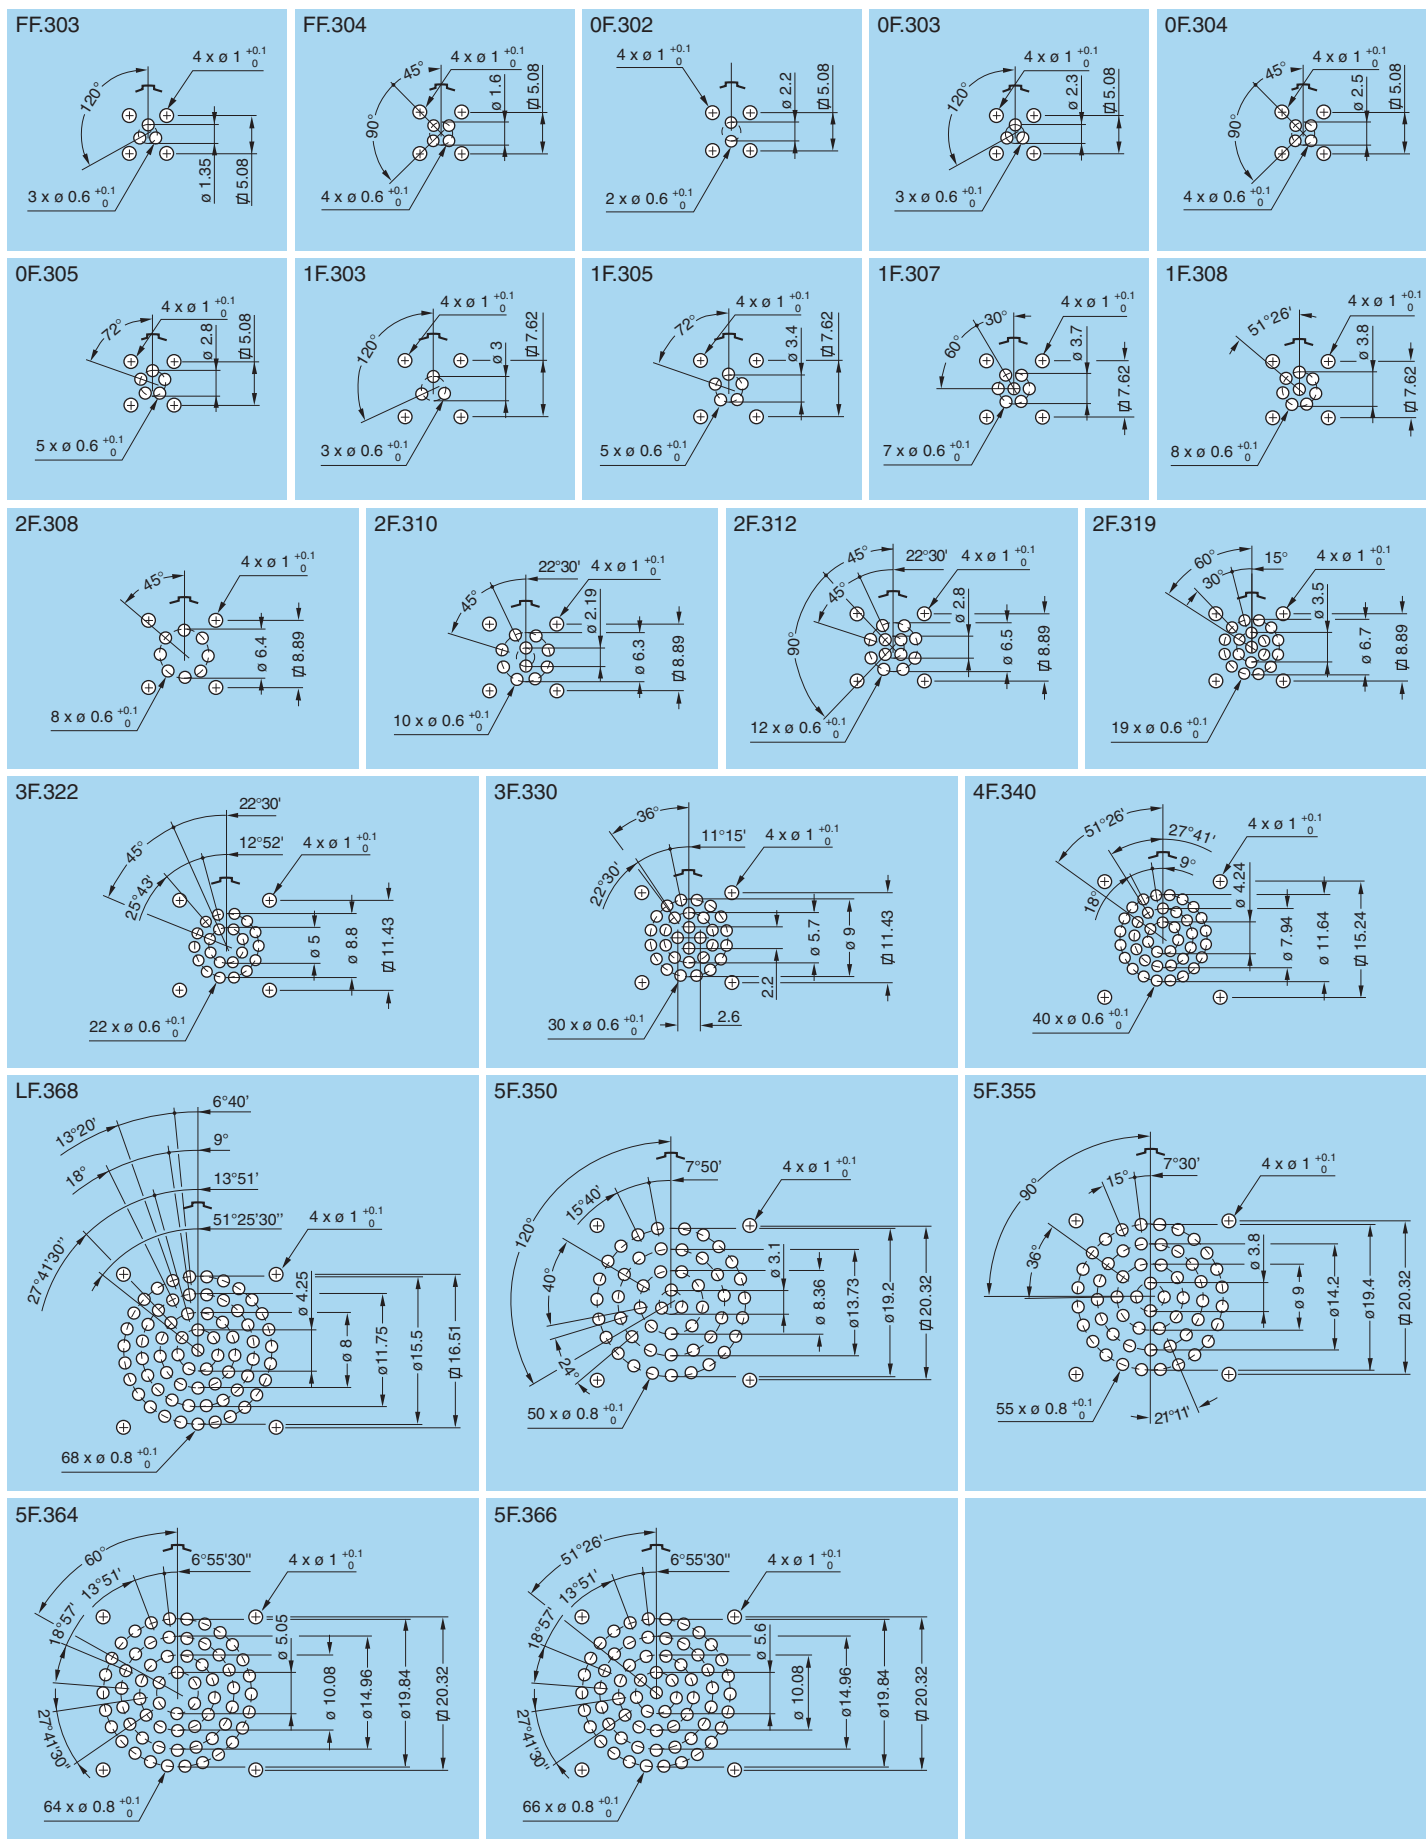 FF.303
4 x ø 1 +0.1 0
120°
ø 1.35
5.08
3 x ø 0.6 +0.1 0
FF.304
45°
4 x ø 1 +0.1 0
90°
ø 1.6
5.08
4 x ø 0.6 +0.1 0
0F.302
4 x ø 1 +0.1 0
ø 2.2
5.08
2 x ø 0.6 +0.1 0
0F.303
4 x ø 1 +0.1 0
120°
ø 2.3
5.08
3 x ø 0.6 +0.1 0
0F.304
45°
4 x ø 1 +0.1 0
90°
ø 2.5
5.08
4 x ø 0.6 +0.1 0
0F.305
72°
4 x ø 1 +0.1 0
ø 2.8
5.08
5 x ø 0.6 +0.1 0
1F.303
120°
4 x ø 1 +0.1 0
ø 3
7.62
3 x ø 0.6 +0.1 0
1F.305
72°
4 x ø 1 +0.1 0
ø 3.4
7.62
5 x ø 0.6 +0.1 0
1F.307
30°
60°
4 x ø 1 +0.1 0
ø 3.7
7.62
7 x ø 0.6 +0.1 0
1F.308
51°26'
4 x ø 1 +0.1 0
ø 3.8
7.62
8 x ø 0.6 +0.1 0
2F.308
45°
4 x ø 1 +0.1 0
ø 6.4
8.89
8 x ø 0.6 +0.1 0
2F.310
22°30'
45°
4 x ø 1 +0.1 0
ø 2.19
ø 6.3
8.89
10 x ø 0.6 +0.1 0
2F.312
45°
22°30'
45°
90°
4 x ø 1 +0.1 0
ø 2.8
ø 6.5
8.89
12 x ø 0.6 +0.1 0
2F.319
60°
15°
30°
4 x ø 1 +0.1 0
ø 3.5
ø 6.7
8.89
19 x ø 0.6 +0.1 0
3F.322
22°30'
45°
12°52'
25°43'
4 x ø 1 +0.1 0
ø 5
ø 8.8
11.43
22 x ø 0.6 +0.1 0
3F.330
36°
11°15'
22°30'
4 x ø 1 +0.1 0
2.2
ø 5.7
ø 9
11.43
30 x ø 0.6 +0.1 0
2.6
4F.340
51°26'
27°41'
9°
18°
4 x ø 1 +0.1 0
ø 4.24
ø 7.94
ø 11.64
15.24
40 x ø 0.6 +0.1 0
LF.368
6°40'
13°20'
9°
18°
13°51'
51°25'30"
27°41'30"
4 x ø 1 +0.1 0
ø 4.25
ø 8
ø11.75
ø15.5
16.51
68 x ø 0.8 +0.1 0
5F.350
7°50'
15°40'
120°
40°
24°
4 x ø 1 +0.1 0
ø 3.1
ø 8.36
ø13.73
ø19.2
20.32
50 x ø 0.8 +0.1 0
5F.355
7°30'
15°
90°
36°
4 x ø 1 +0.1 0
ø 3.8
ø 9
ø14.2
ø19.4
20.32
55 x ø 0.8 +0.1 0
21°11'
5F.364
60°
6°55'30"
13°51'
18°57'
27°41'30"
4 x ø 1 +0.1 0
ø 5.05
ø 10.08
ø14.96
ø19.84
20.32
64 x ø 0.8 +0.1 0
5F.366
51°26'
6°55'30"
13°51'
18°57'
27°41'30"
4 x ø 1 +0.1 0
ø 5.6
ø 10.08
ø14.96
ø19.84
20.32
66 x ø 0.8 +0.1 0